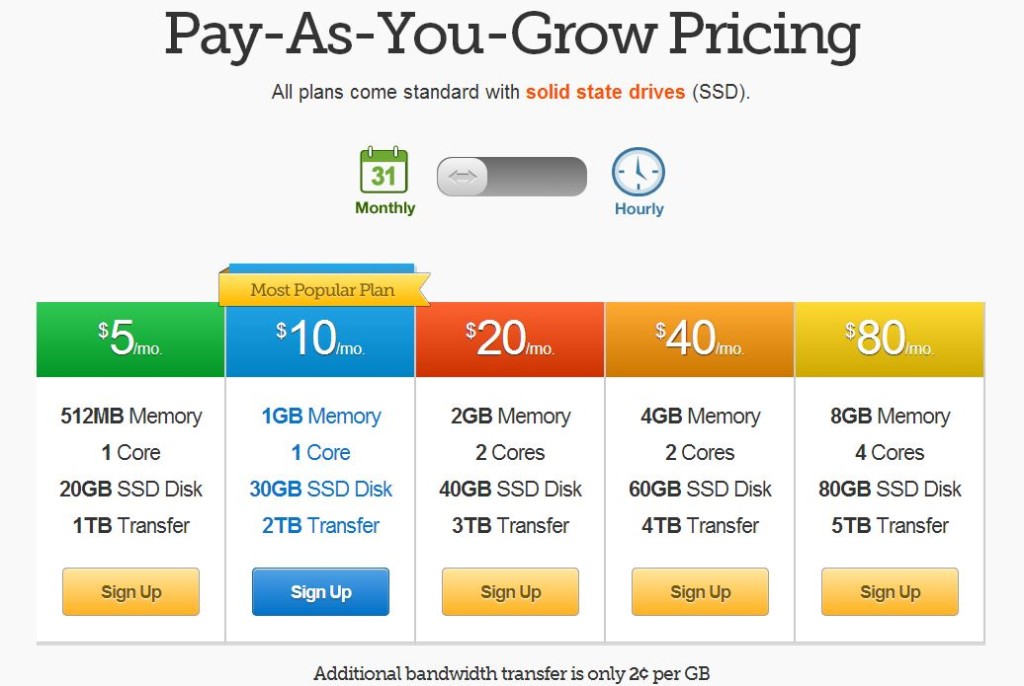 Pay-As-You-Grow Pricing
All plans come standard with solid state drives (SSD).
31
Monthly
Hourly
Most Popular Plan
$5/mo.
512MB Memory
1 Core
20GB SSD Disk
1TB Transfer
Sign Up
$10/mo.
1GB Memory
1 Core
30GB SSD Disk
2TB Transfer
Sign Up
$20/mo.
2GB Memory
2 Cores
40GB SSD Disk
3TB Transfer
Sign Up
$40/mo.
4GB Memory
2 Cores
60GB SSD Disk
4TB Transfer
Sign Up
$80/mo.
8GB Memory
4 Cores
80GB SSD Disk
5TB Transfer
Sign Up
Additional bandwidth transfer is only 2¢ per GB